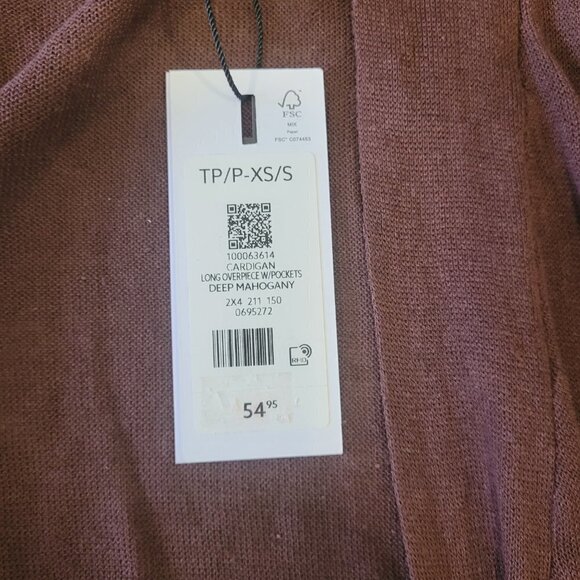 FSC
MIX
Paper
FSC® C074453
TP/P-XS/S
100063614
CARDIGAN
LONG OVERPIECE W/POCKETS
DEEP MAHOGANY
2X4 211 150
0695272
RFID
54 95